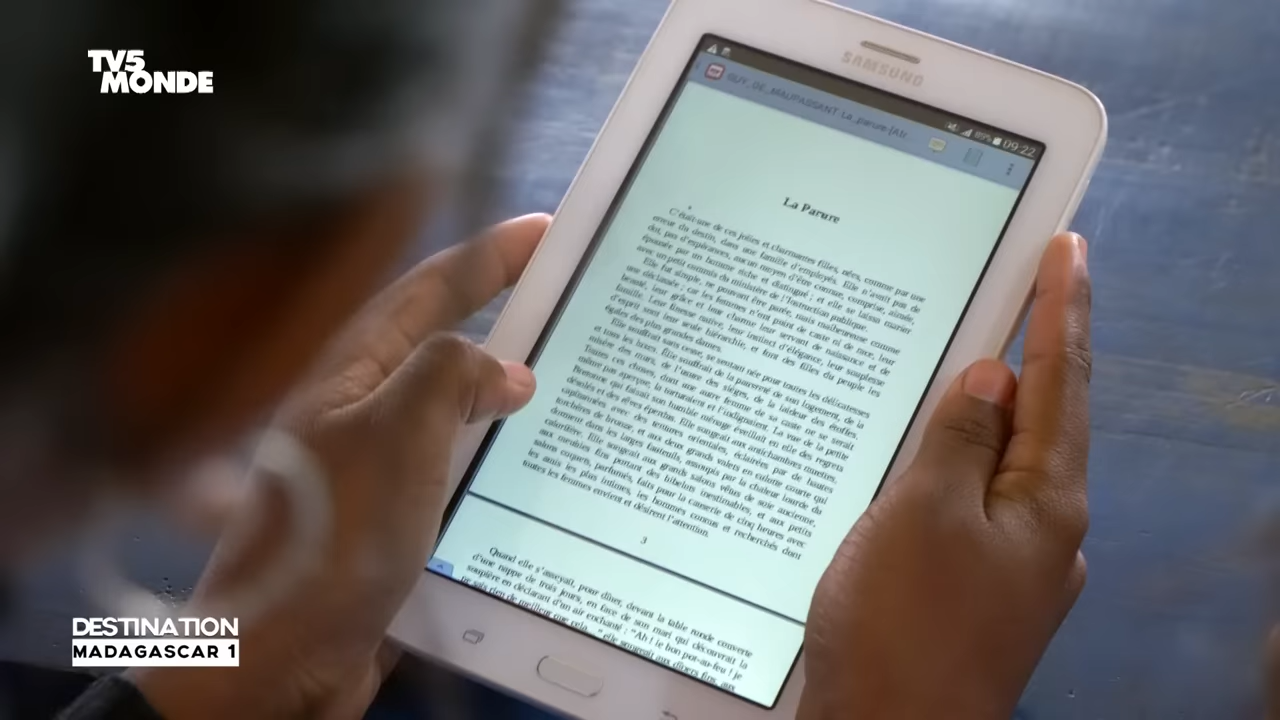 TV5
MONDE
SAMSUNG
GUY_DE_MAUPASSANT La_parure [Atr
09:22
La Parure
C'était une de ces jolies et charmantes filles, nées, comme par une
erreur du destin, dans une famille d'employés. Elle n'avait pas de
dot, pas d'espérances, aucun moyen d'être connue, comprise, aimée,
épousée par un homme riche et distingué ; et elle se laissa marier
avec un petit commis du ministère de l'Instruction publique.
Elle fut simple, ne pouvant être parée, mais malheureuse comme
une déclassée ; car les femmes n'ont point de caste ni de race, leur
beauté, leur grâce et leur charme leur servant de naissance et de
famille. Leur finesse native, leur instinct d'élégance, leur souplesse
d'esprit sont leur seule hiérarchie, et font des filles du peuple les
égales des plus grandes dames.
Elle souffrait sans cesse, se sentant née pour toutes les délicatesses
et tous les luxes. Elle souffrait de la pauvreté de son logement, de la
misère des murs, de l'usure des sièges, de la laideur des étoffes.
Toutes ces choses, dont une autre femme de sa caste ne se serait
même pas aperçue, la torturaient et l'indignaient. La vue de la petite
Bretonne qui faisait son humble ménage éveillait en elle des regrets
désolés et des rêves éperdus. Elle songeait aux antichambres muettes,
capitonnées avec des tentures orientales, éclairées par de hautes
torchères de bronze, et aux deux grands valets en culotte courte qui
dorment dans les larges fauteuils, assoupis par la chaleur lourde du
calorifère. Elle songeait aux grands salons vêtus de soie ancienne,
aux meubles fins portant des bibelots inestimables, et aux petits
salons coquets, parfumés, faits pour la causerie de cinq heures avec
les amis les plus intimes, les hommes connus et recherchés dont
toutes les femmes envient et désirent l'attention.
3
Quand elle s'asseyait, pour dîner, devant la table ronde couverte
d'une nappe de trois jours, en face de son mari qui découvrait la
soupière en déclarant d'un air enchanté : "Ah ! le bon pot-au-feu ! je
ne sais rien de meilleur que cela..." elle songeait aux dîners fins, aux
DESTINATION
MADAGASCAR 1